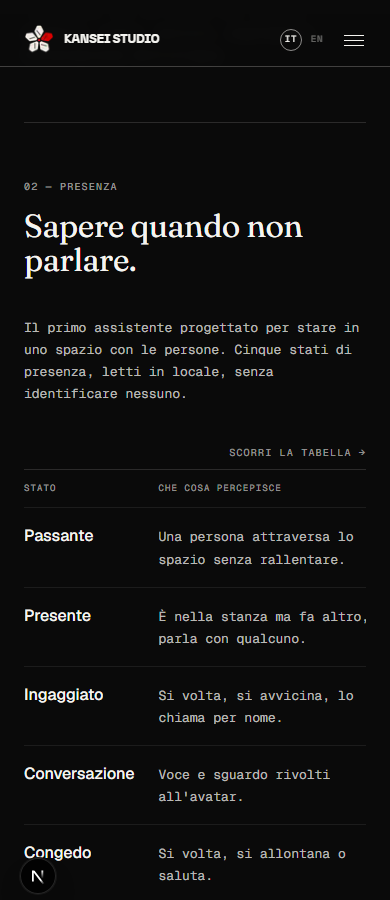 KANSEI STUDIO
IT EN
02 — PRESENZA
Sapere quando non
parlare.
Il primo assistente progettato per stare in
uno spazio con le persone. Cinque stati di
presenza, letti in locale, senza
identificare nessuno.
SCORRI LA TABELLA →
STATO CHE COSA PERCEPISCE
Passante Una persona attraversa lo
spazio senza rallentare.
Presente È nella stanza ma fa altro,
parla con qualcuno.
Ingaggiato Si volta, si avvicina, lo
chiama per nome.
Conversazione Voce e sguardo rivolti
all'avatar.
Congedo Si volta, si allontana o
saluta.
N